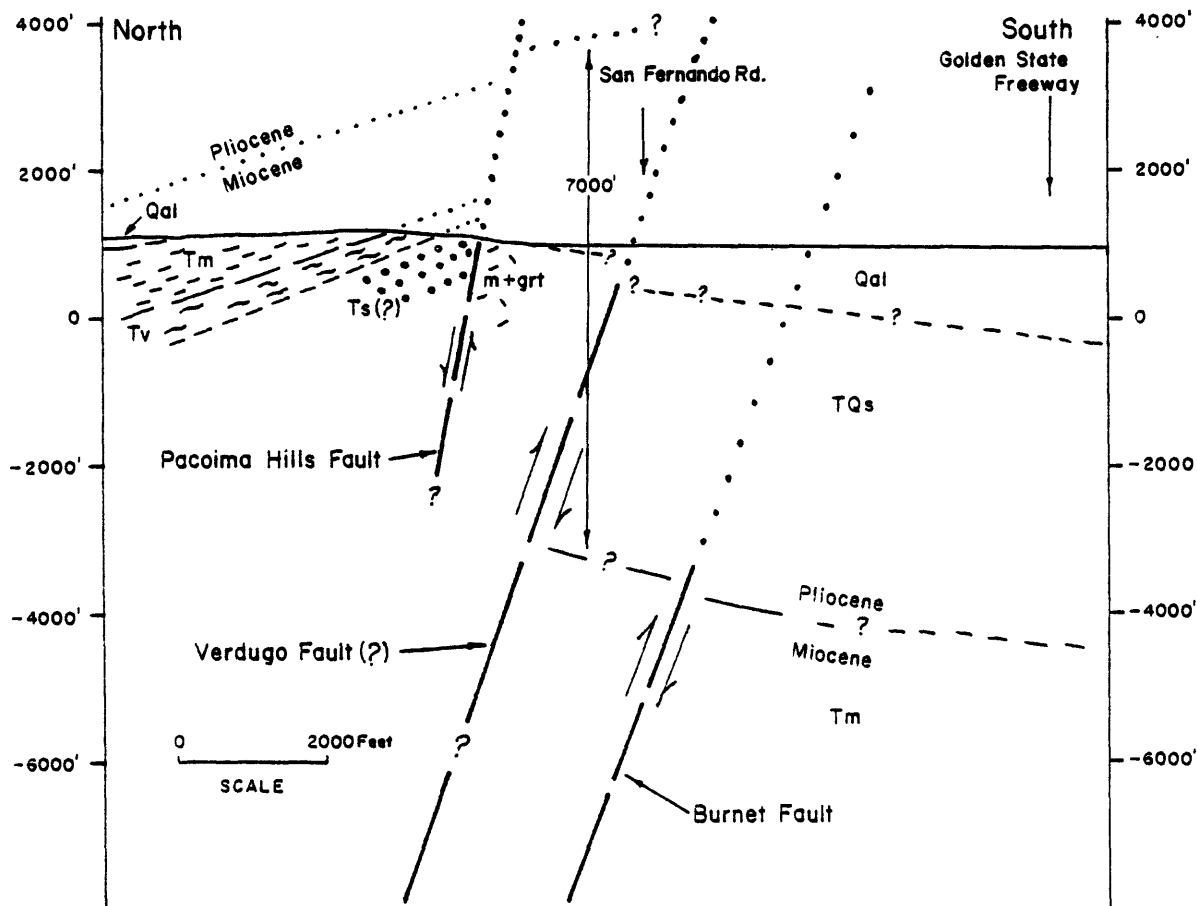 4000'
North
?
South
4000'
Golden State
Freeway
San Fernando Rd.
Pliocene
Miocene
2000'
7000'
2000'
Qal
Tm
?
Qal
m+grt
Ts(?)
?
?
?
0
Tv
0
TQs
Pacoima Hills Fault
-2000'
-2000
?
?
Pliocene
?
Miocene
-4000'
-4000'
Verdugo Fault(?)
Tm
0
2000 Feet
?
-6000'
SCALE
-6000'
Burnet Fault